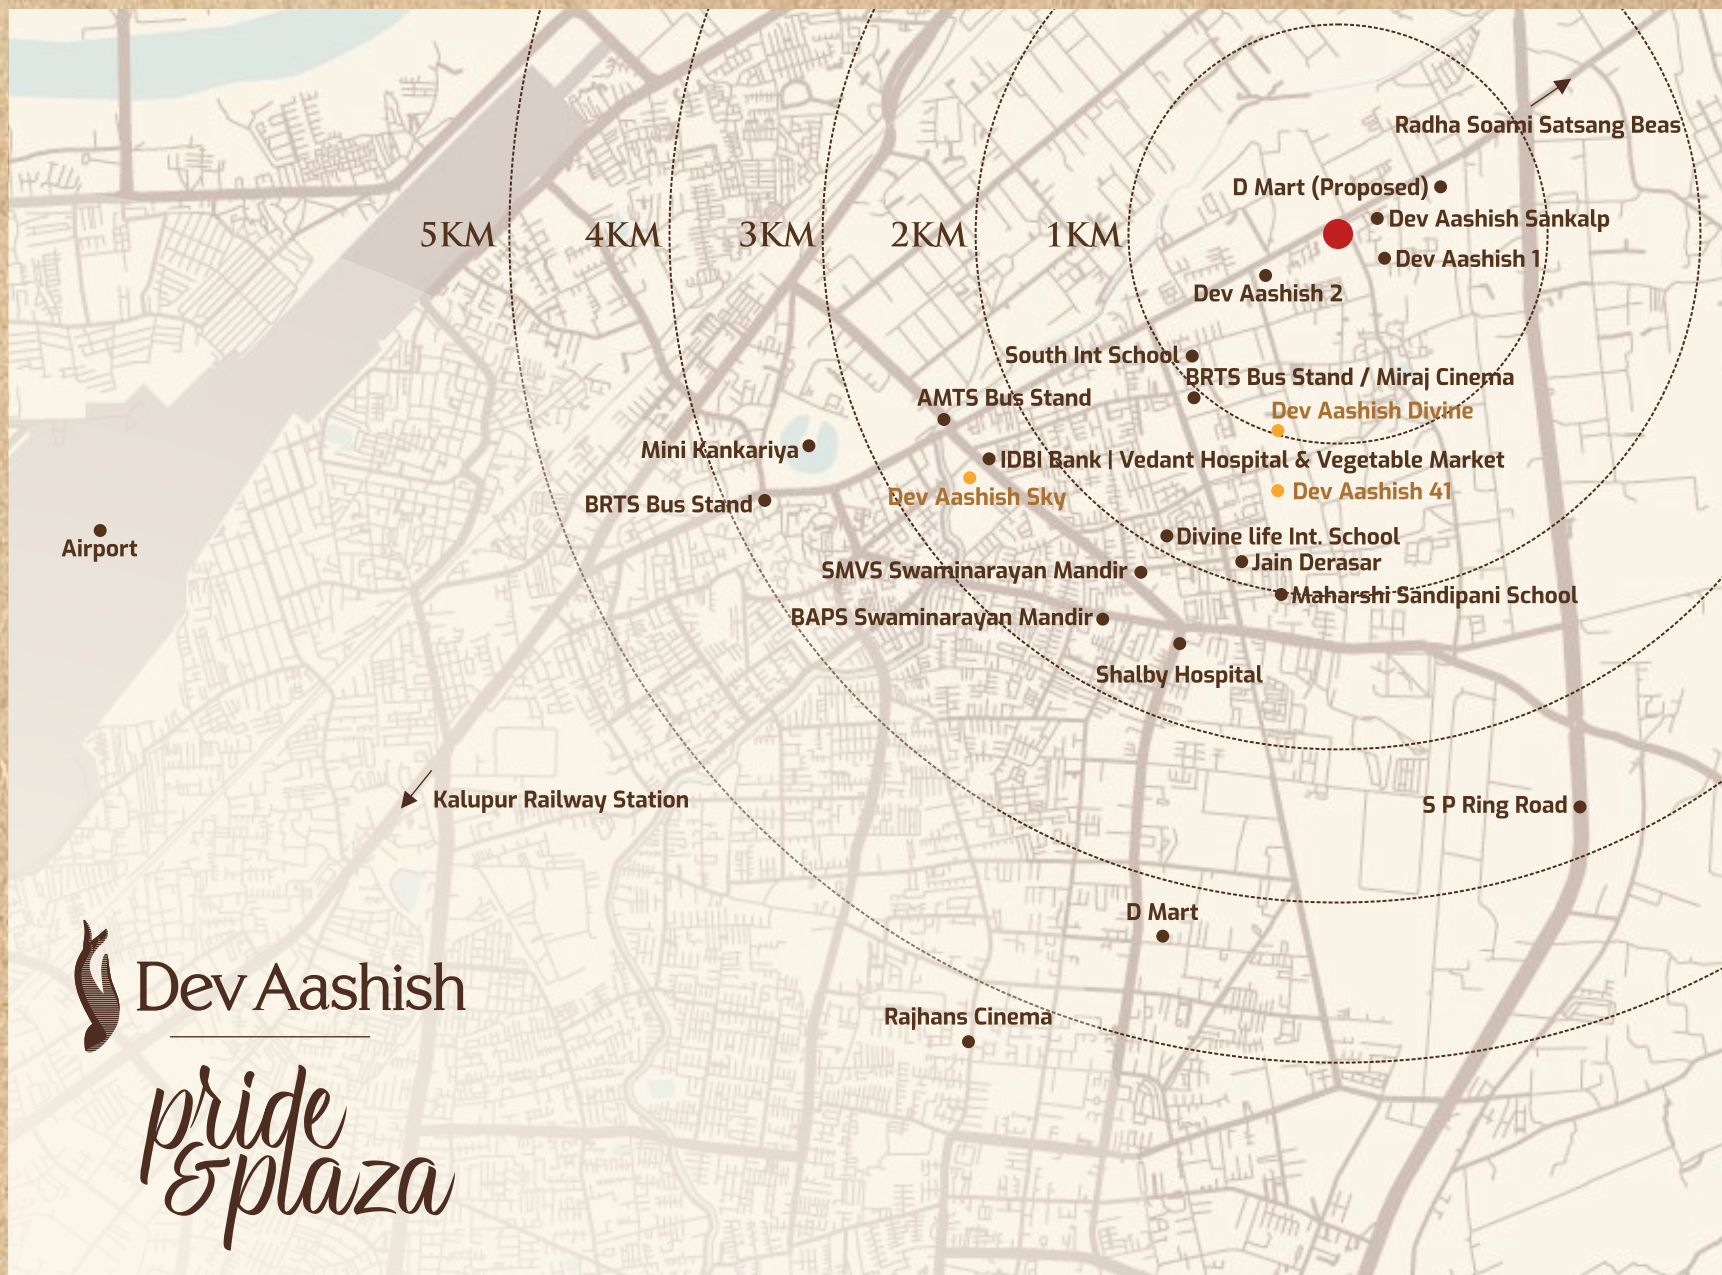 Radha Soami Satsang Beas
D Mart (Proposed)
Dev Aashish Sankalp
5KM
4KM
3KM
2KM
1KM
Dev Aashish 1
Dev Aashish 2
South Int School
BRTS Bus Stand / Miraj Cinema
AMTS Bus Stand
Dev Aashish Divine
Mini Kankariya
IDBI Bank | Vedant Hospital & Vegetable Market
Dev Aashish Sky
Dev Aashish 41
BRTS Bus Stand
Divine life Int. School
Airport
Jain Derasar
SMVS Swaminarayan Mandir
Maharshi Sandipani School
BAPS Swaminarayan Mandir
Shalby Hospital
Kalupur Railway Station
S P Ring Road
D Mart
Rajhans Cinema
Dev Aashish
pride
&plaza